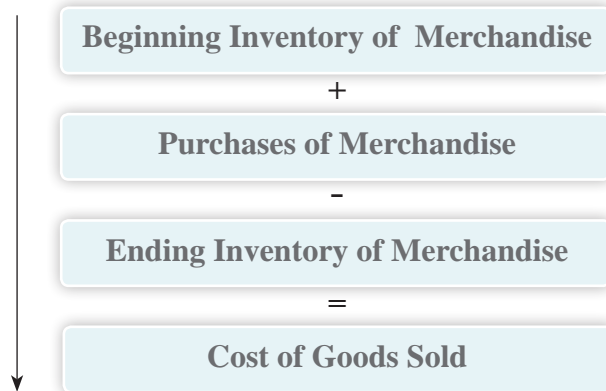 Beginning Inventory of Merchandise
+
Purchases of Merchandise
-
Ending Inventory of Merchandise
=
Cost of Goods Sold